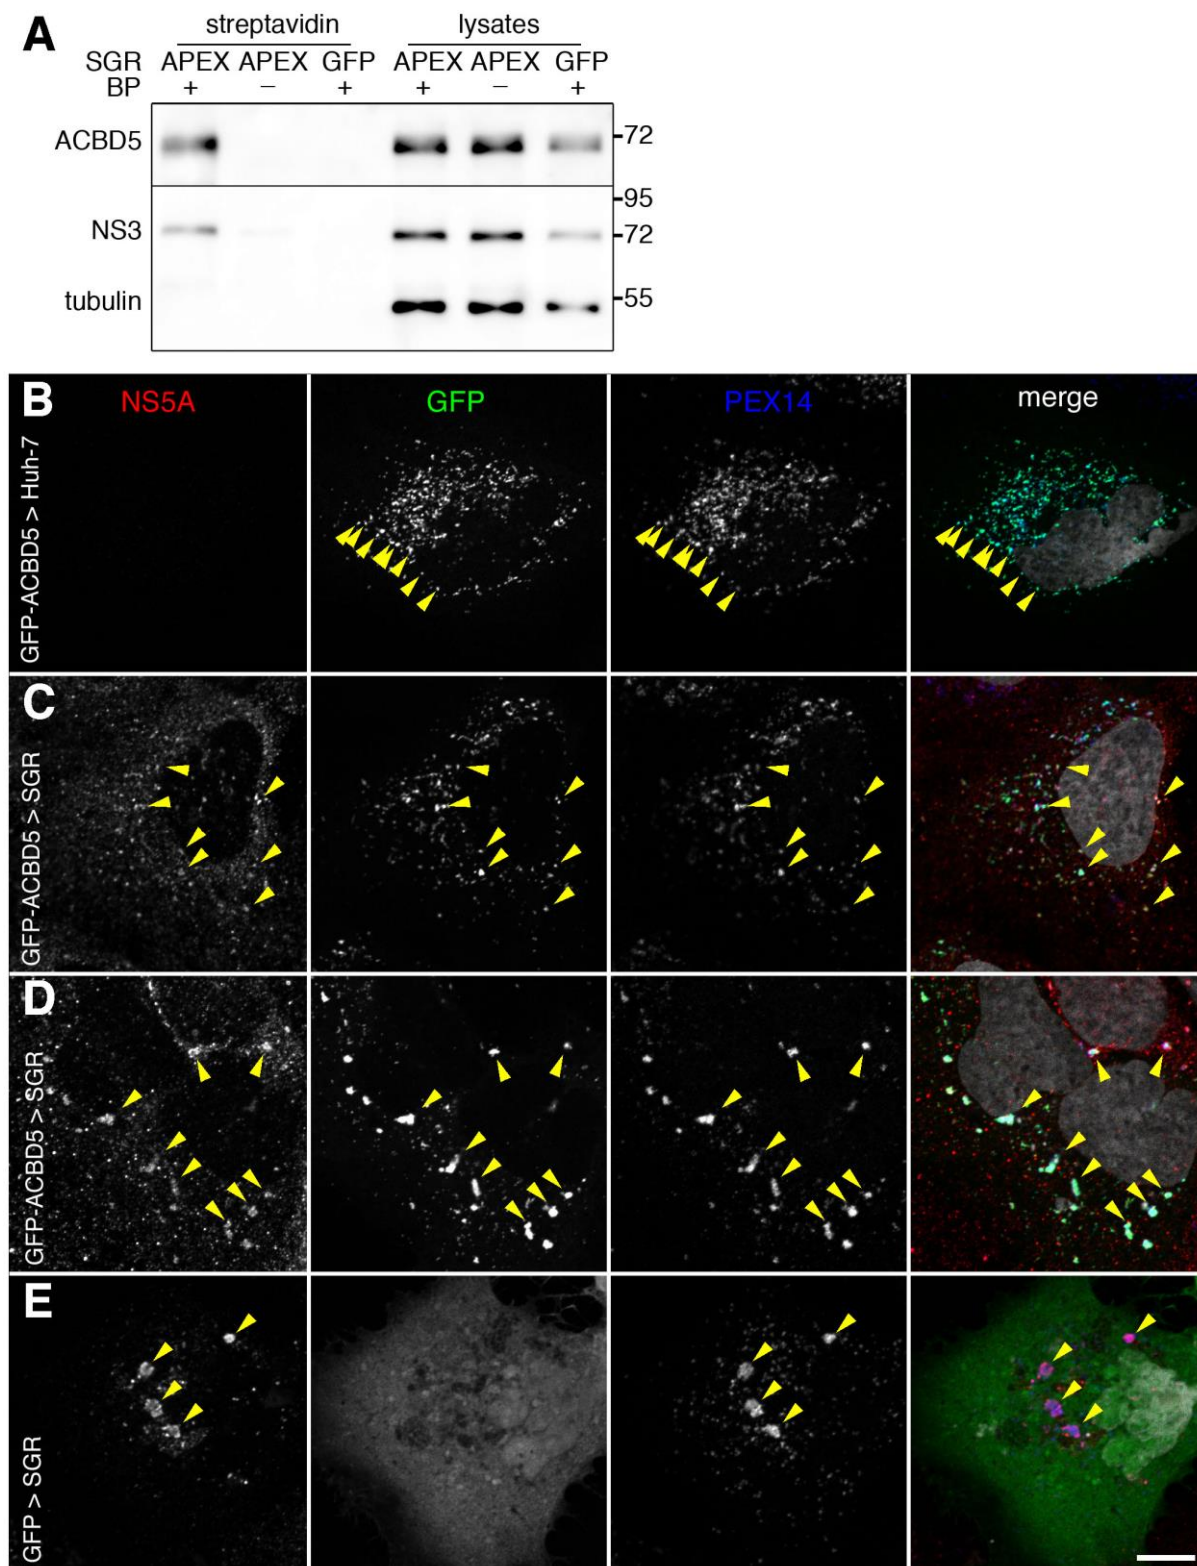 A
streptavidin lysates
SGR APEX APEX GFP APEX APEX GFP
BP + – + + – +
ACBD5 -72
-95
NS3 -72
tubulin -55
B NS5A GFP PEX14 merge
GFP-ACBD5 > Huh-7
C
GFP-ACBD5 > SGR
D
GFP-ACBD5 > SGR
E
GFP > SGR